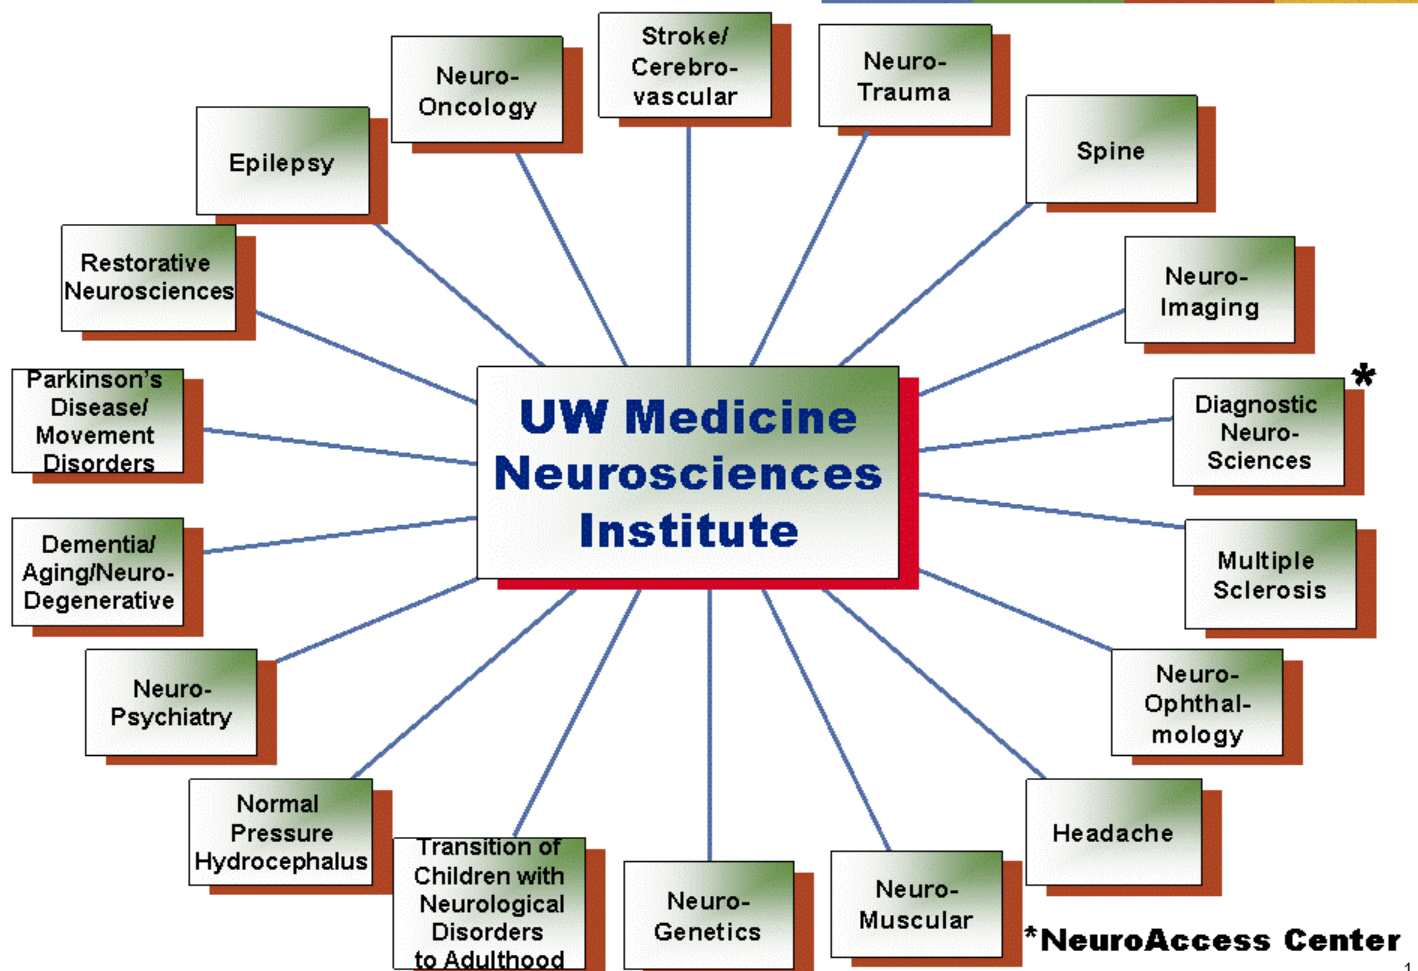 Stroke/
Cerebro-
vascular
Neuro-
Trauma
Neuro-
Oncology
Spine
Epilepsy
Neuro-
Imaging
Restorative
Neurosciences
Parkinson's
Disease/
Movement
Disorders
UW Medicine
Neurosciences
Institute
*
Diagnostic
Neuro-
Sciences
Dementia/
Aging/Neuro-
Degenerative
Multiple
Sclerosis
Neuro-
Psychiatry
Neuro-
Ophthal-
mology
Normal
Pressure
Hydrocephalus
Headache
Transition of
Children with
Neurological
Disorders
to Adulthood
Neuro-
Genetics
Neuro-
Muscular
*NeuroAccess Center
1